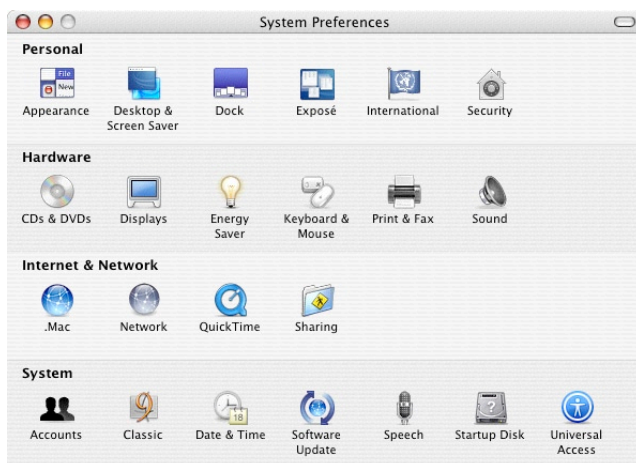 System Preferences
Personal
File
New
Appearance
Desktop &
Screen Saver
Dock
Exposé
International
Security
Hardware
CDs & DVDs
Displays
Energy
Saver
Keyboard &
Mouse
Print & Fax
Sound
Internet & Network
.Mac
Network
QuickTime
Sharing
System
18
?
Accounts
Classic
Date & Time
Software
Update
Speech
Startup Disk
Universal
Access